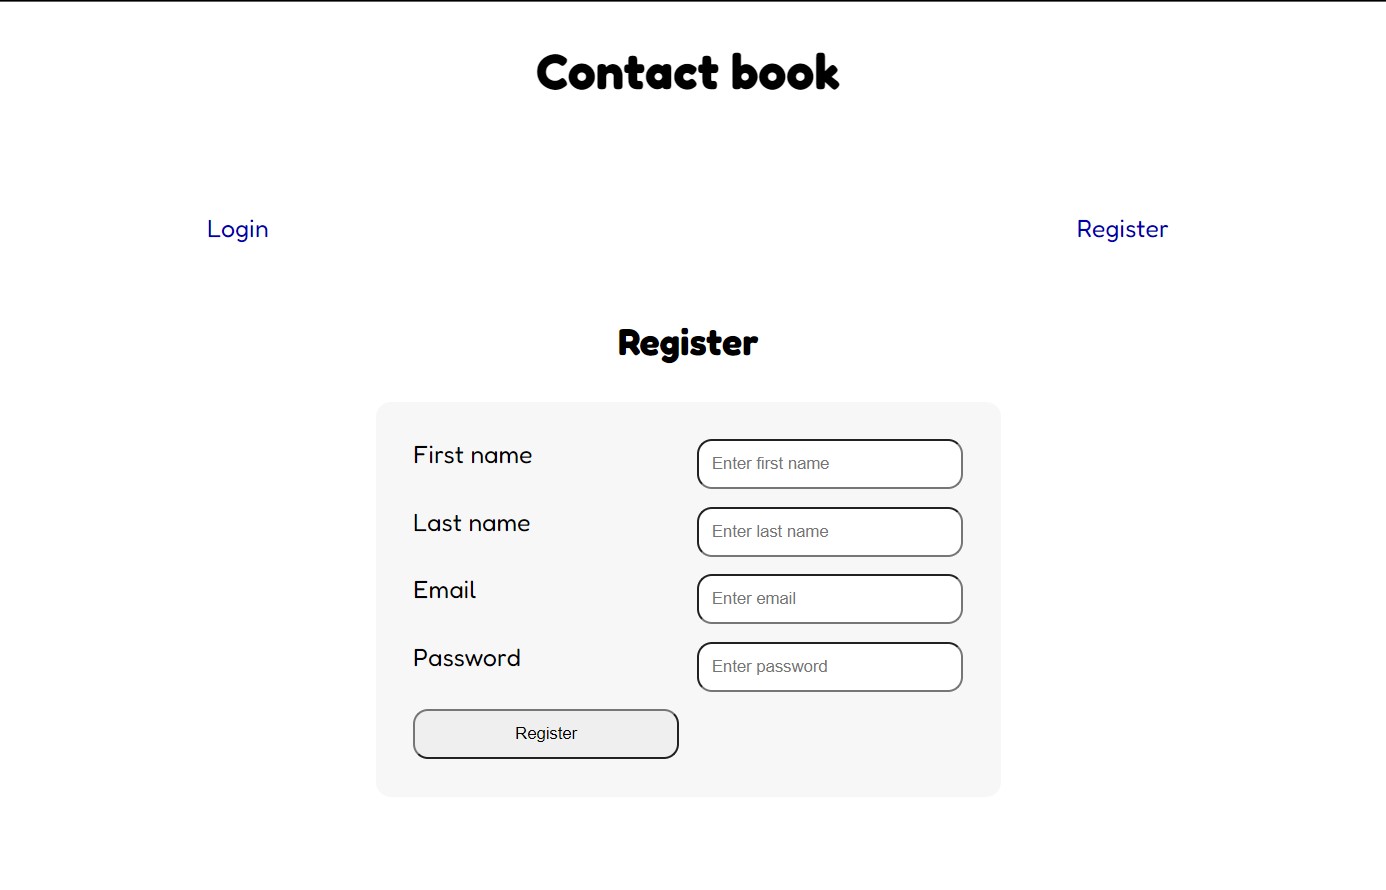 Contact book
Login Register
Register
First name Enter first name
Last name Enter last name
Email Enter email
Password Enter password
Register